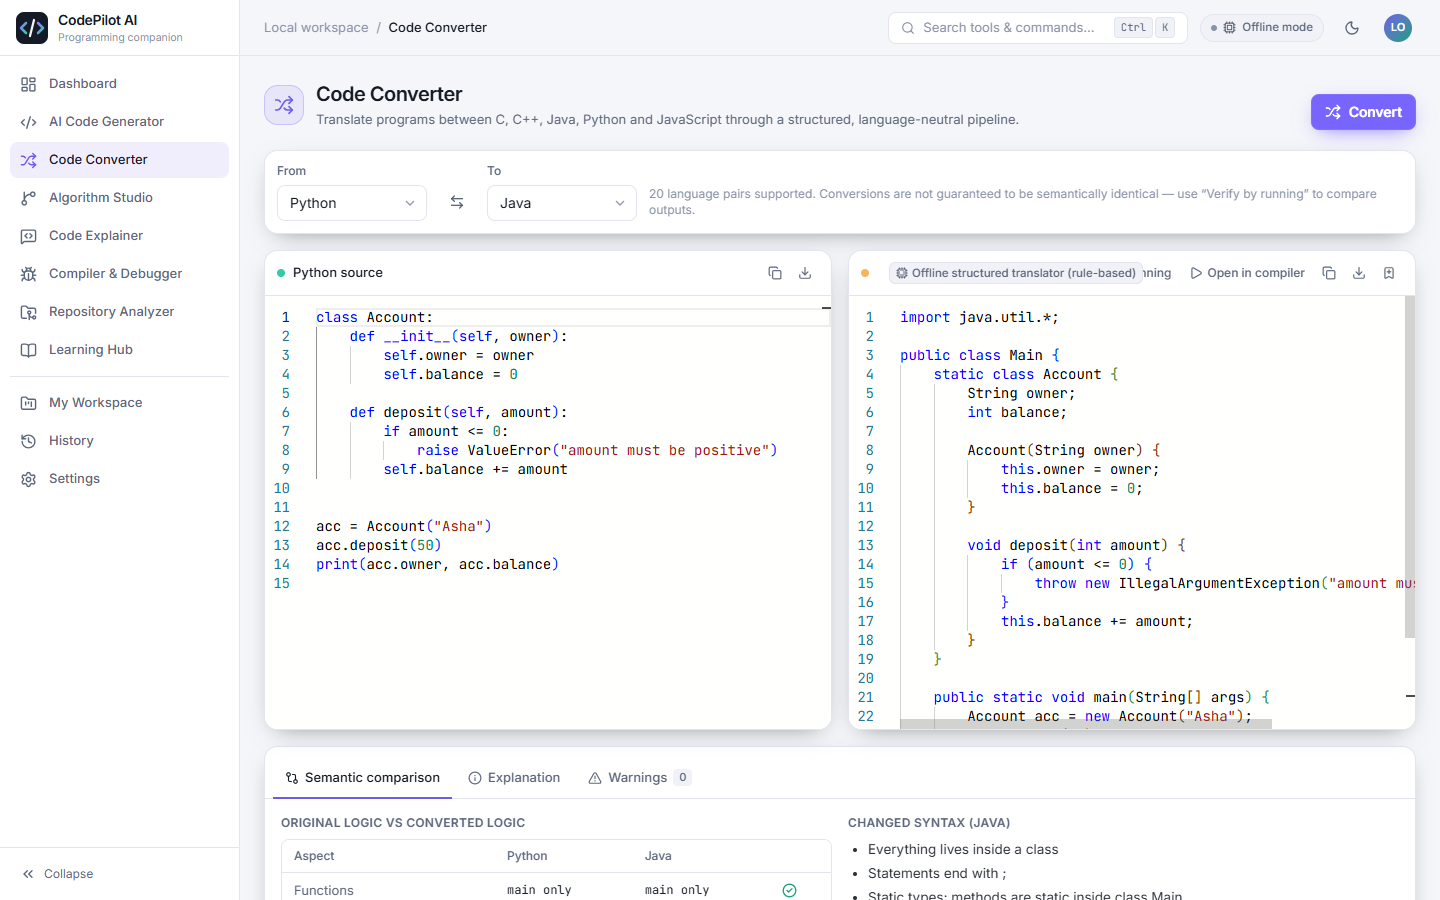 CodePilot AI
Programming companion
Dashboard
AI Code Generator
Code Converter
Algorithm Studio
Code Explainer
Compiler & Debugger
Repository Analyzer
Learning Hub
My Workspace
History
Settings
Collapse
Local workspace / Code Converter
Search tools & commands... Ctrl K
Offline mode
LO
Code Converter
Translate programs between C, C++, Java, Python and JavaScript through a structured, language-neutral pipeline.
Convert
From
Python
To
Java
20 language pairs supported. Conversions are not guaranteed to be semantically identical — use “Verify by running” to compare
outputs.
Python source
1 class Account:
2     def __init__(self, owner):
3         self.owner = owner
4         self.balance = 0
5
6     def deposit(self, amount):
7         if amount <= 0:
8             raise ValueError("amount must be positive")
9         self.balance += amount
10
11
12 acc = Account("Asha")
13 acc.deposit(50)
14 print(acc.owner, acc.balance)
15
Offline structured translator (rule-based) nning Open in compiler
1 import java.util.*;
2
3 public class Main {
4     static class Account {
5         String owner;
6         int balance;
7
8         Account(String owner) {
9             this.owner = owner;
10             this.balance = 0;
11         }
12
13         void deposit(int amount) {
14             if (amount <= 0) {
15                 throw new IllegalArgumentException("amount mus
16             }
17             this.balance += amount;
18         }
19     }
20
21     public static void main(String[] args) {
22         Account acc = new Account("Asha");
Semantic comparison
Explanation
Warnings 0
ORIGINAL LOGIC VS CONVERTED LOGIC
Aspect Python Java
Functions main only main only
CHANGED SYNTAX (JAVA)
• Everything lives inside a class
• Statements end with ;
• Static types; methods are static inside class Main